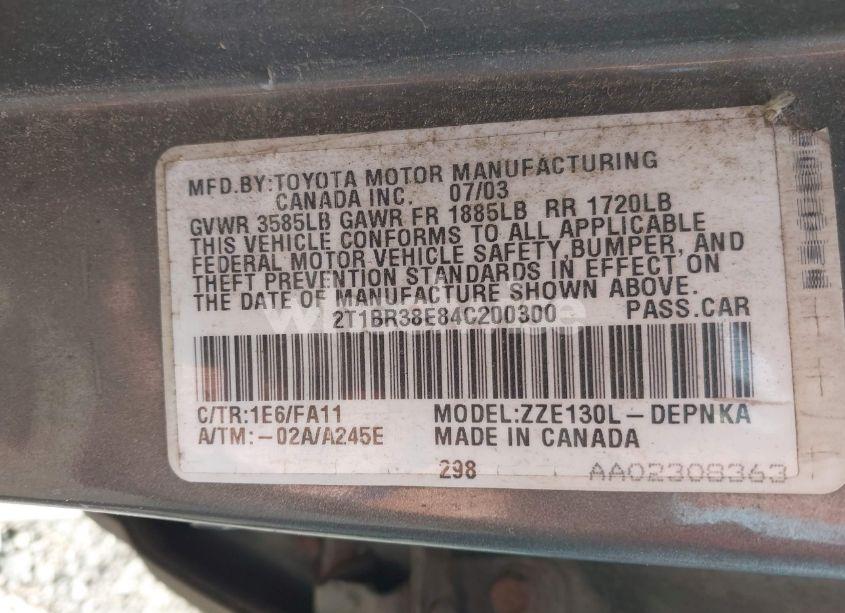 MFD.BY:TOYOTA MOTOR MANUFACTURING
CANADA INC. 07/03
GVWR 3585LB GAWR FR 1885LB RR 1720LB
THIS VEHICLE CONFORMS TO ALL APPLICABLE
FEDERAL MOTOR VEHICLE SAFETY,BUMPER, AND
THEFT PREVENTION STANDARDS IN EFFECT ON
THE DATE OF MANUFACTURE SHOWN ABOVE.
2T1BR38E84C200300 PASS.CAR
C/TR:1E6/FA11 MODEL:ZZE130L-DEPNKA
A/TM:-02A/A245E MADE IN CANADA
298 AA02308363